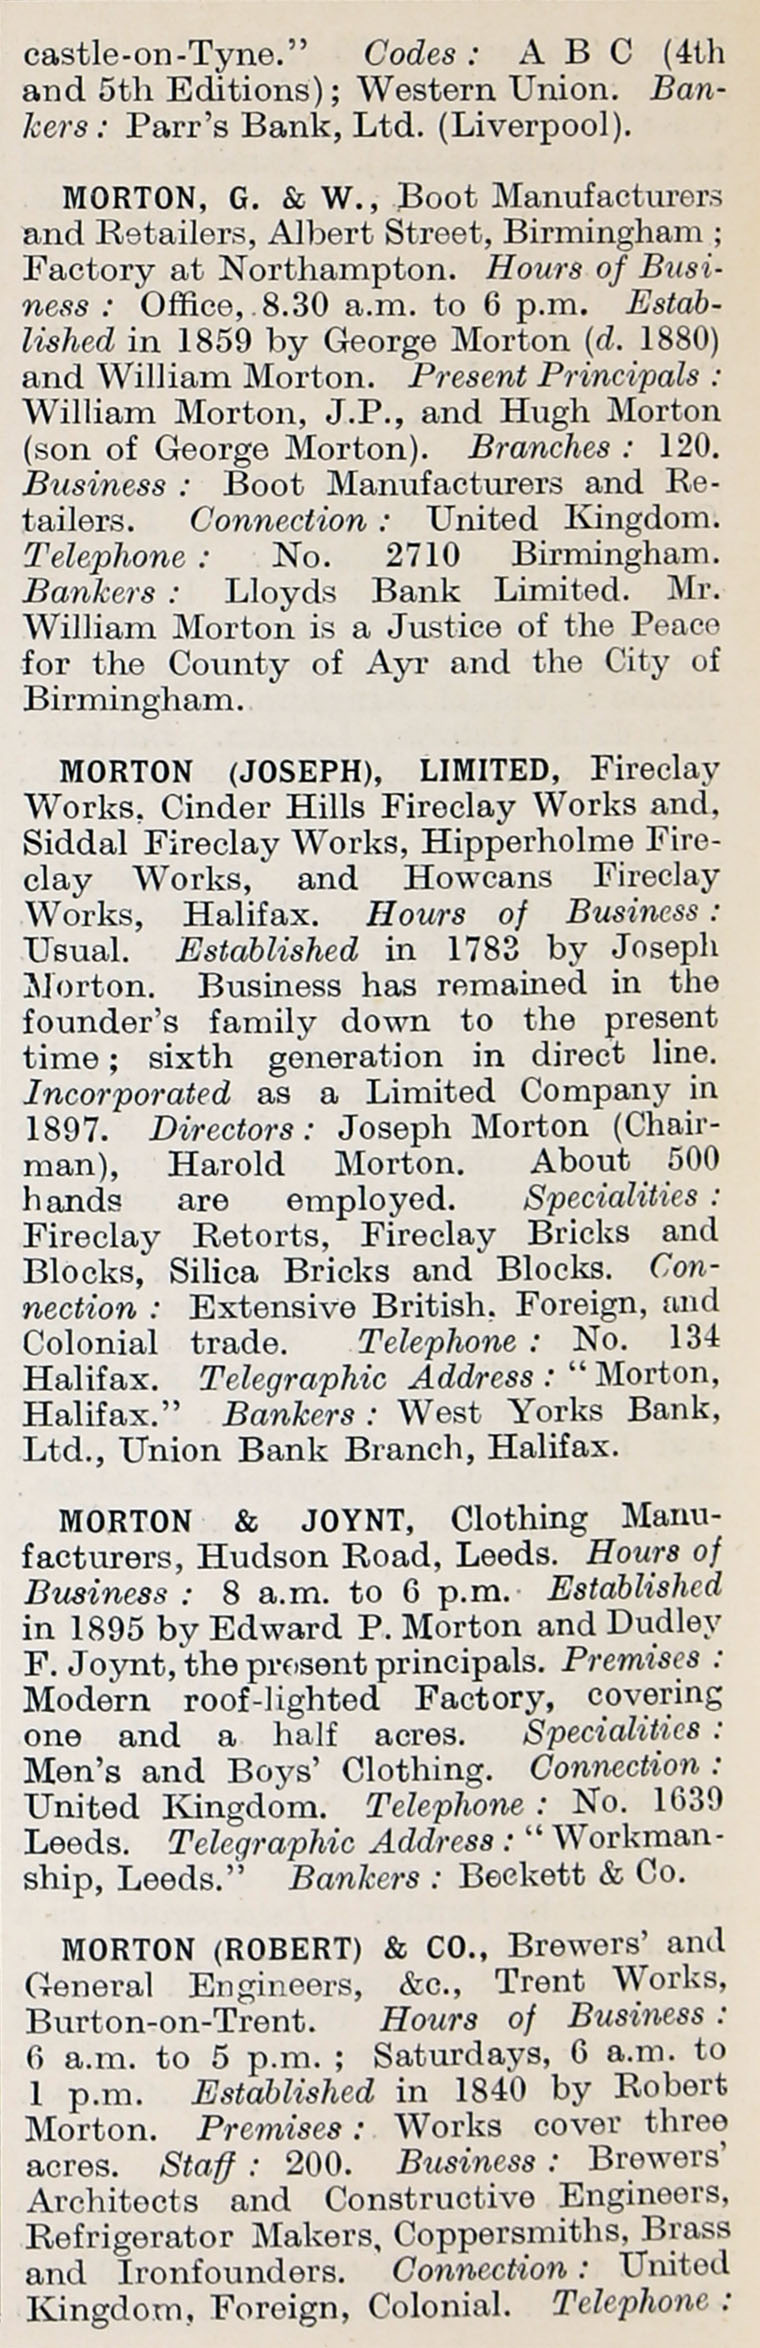 castle-on-Tyne.” Codes : A B C (4th
and 5th Editions); Western Union. Ban-
kers : Parr’s Bank, Ltd. (Liverpool).
MORTON, G. & W., Boot Manufacturers
and Retailers, Albert Street, Birmingham ;
Factory at Northampton. Hours of Busi-
ness : Office, 8.30 a.m. to 6 p.m. Estab-
lished in 1859 by George Morton (d. 1880)
and William Morton. Present Principals :
William Morton, J.P., and Hugh Morton
(son of George Morton). Branches : 120.
Business : Boot Manufacturers and Re-
tailers. Connection : United Kingdom.
Telephone : No. 2710 Birmingham.
Bankers : Lloyds Bank Limited. Mr.
William Morton is a Justice of the Peace
for the County of Ayr and the City of
Birmingham.
MORTON (JOSEPH), LIMITED, Fireclay
Works, Cinder Hills Fireclay Works and,
Siddal Fireclay Works, Hipperholme Fire-
clay Works, and Howcans Fireclay
Works, Halifax. Hours of Business :
Usual. Established in 1783 by Joseph
Morton. Business has remained in the
founder’s family down to the present
time ; sixth generation in direct line.
Incorporated as a Limited Company in
1897. Directors : Joseph Morton (Chair-
man), Harold Morton. About 500
hands are employed. Specialities :
Fireclay Retorts, Fireclay Bricks and
Blocks, Silica Bricks and Blocks. Con-
nection : Extensive British, Foreign, and
Colonial trade. Telephone : No. 134
Halifax. Telegraphic Address : “ Morton,
Halifax.” Bankers : West Yorks Bank,
Ltd., Union Bank Branch, Halifax.
MORTON & JOYNT, Clothing Manu-
facturers, Hudson Road, Leeds. Hours of
Business : 8 a.m. to 6 p.m. Established
in 1895 by Edward P. Morton and Dudley
F. Joynt, the present principals. Premises :
Modern roof-lighted Factory, covering
one and a half acres. Specialities :
Men’s and Boys’ Clothing. Connection :
United Kingdom. Telephone : No. 1639
Leeds. Telegraphic Address : “ Workman-
ship, Leeds.” Bankers : Beckett & Co.
MORTON (ROBERT) & CO., Brewers’ and
General Engineers, &c., Trent Works,
Burton-on-Trent. Hours of Business :
6 a.m. to 5 p.m. ; Saturdays, 6 a.m. to
1 p.m. Established in 1840 by Robert
Morton. Premises : Works cover three
acres. Staff : 200. Business : Brewers’
Architects and Constructive Engineers,
Refrigerator Makers, Coppersmiths, Brass
and Ironfounders. Connection : United
Kingdom, Foreign, Colonial. Telephone :